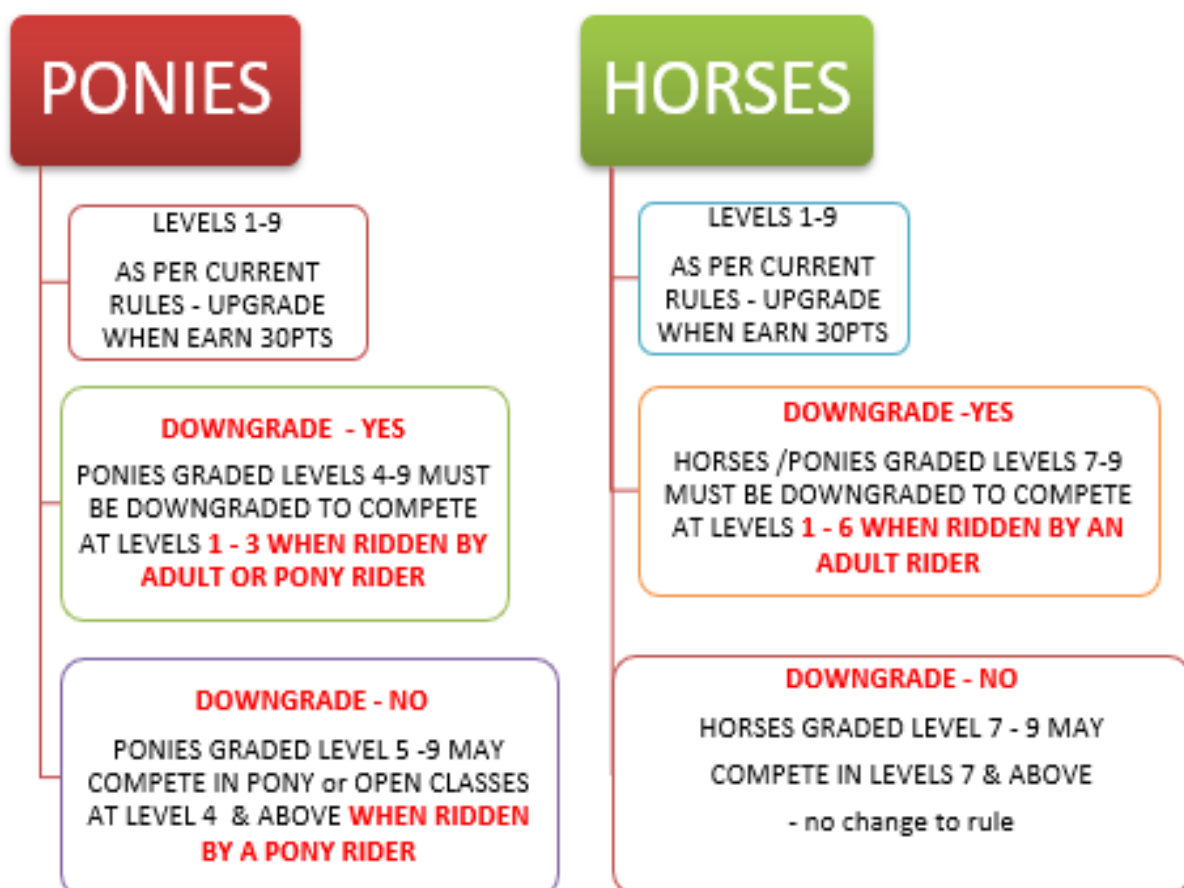 PONIES
LEVELS 1-9
AS PER CURRENT
RULES - UPGRADE
WHEN EARN 30PTS
DOWNGRADE - YES
PONIES GRADED LEVELS 4-9 MUST
BE DOWNGRADED TO COMPETE
AT LEVELS 1 - 3 WHEN RIDDEN BY
ADULT OR PONY RIDER
DOWNGRADE - NO
PONIES GRADED LEVEL 5 -9 MAY
COMPETE IN PONY or OPEN CLASSES
AT LEVEL 4 & ABOVE WHEN RIDDEN
BY A PONY RIDER
HORSES
LEVELS 1-9
AS PER CURRENT
RULES - UPGRADE
WHEN EARN 30PTS
DOWNGRADE -YES
HORSES /PONIES GRADED LEVELS 7-9
MUST BE DOWNGRADED TO COMPETE
AT LEVELS 1 - 6 WHEN RIDDEN BY AN
ADULT RIDER
DOWNGRADE - NO
HORSES GRADED LEVEL 7 - 9 MAY
COMPETE IN LEVELS 7 & ABOVE
- no change to rule